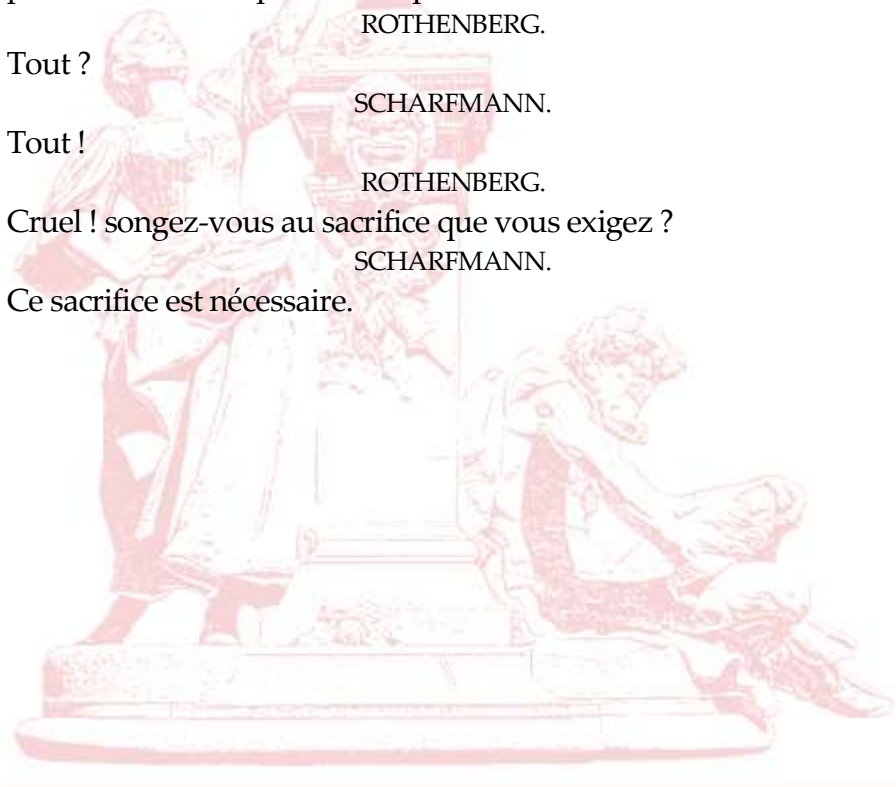 ROTHENBERG.
Tout ?
SCHARFMANN.
Tout !
ROTHENBERG.
Cruel ! songez-vous au sacrifice que vous exigez ?
SCHARFMANN.
Ce sacrifice est nécessaire.